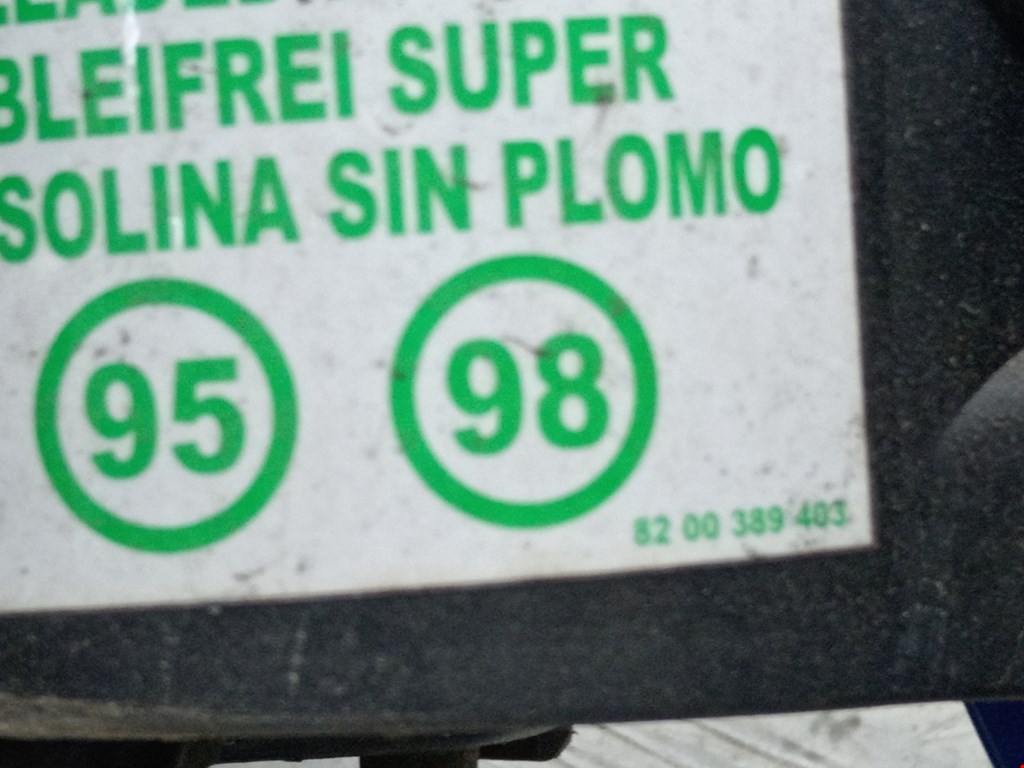 BLEIFREI SUPER
SOLINA SIN PLOMO
95 98
82 00 389 403